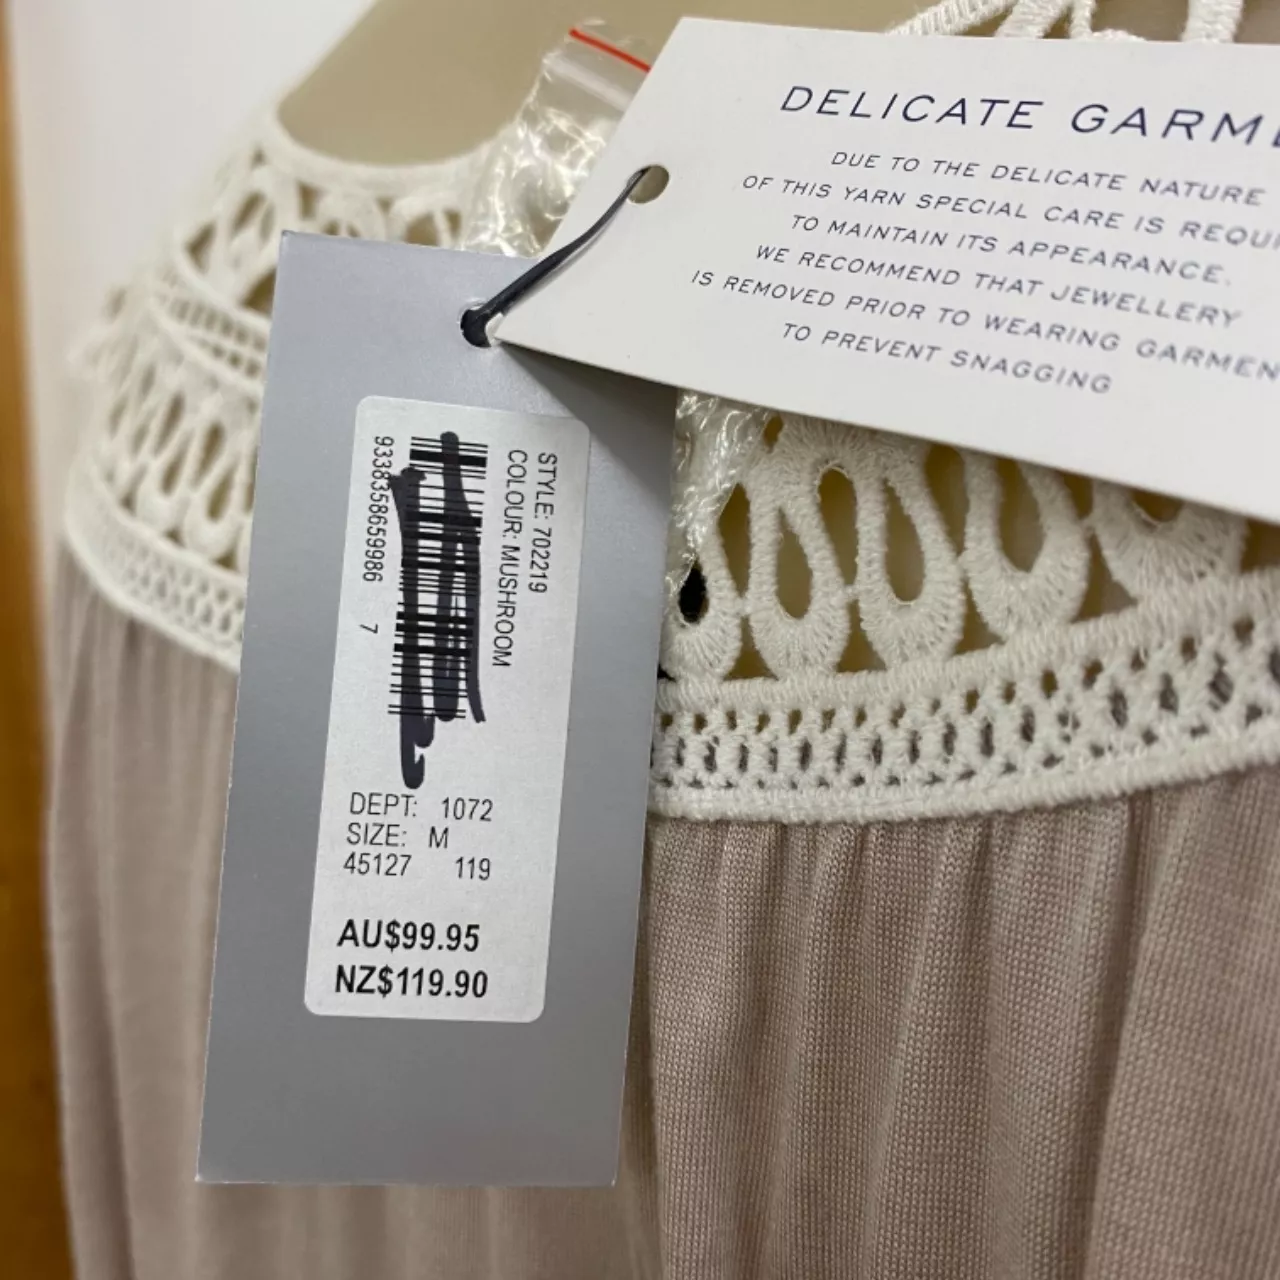 DELICATE GARM
DUE TO THE DELICATE NATURE
OF THIS YARN SPECIAL CARE IS REQUI
TO MAINTAIN ITS APPEARANCE.
WE RECOMMEND THAT JEWELLERY
IS REMOVED PRIOR TO WEARING GARMEN
TO PREVENT SNAGGING
STYLE: 702219
COLOUR: MUSHROOM
9338358659986 7
DEPT: 1072
SIZE: M
45127 119
AU$99.95
NZ$119.90